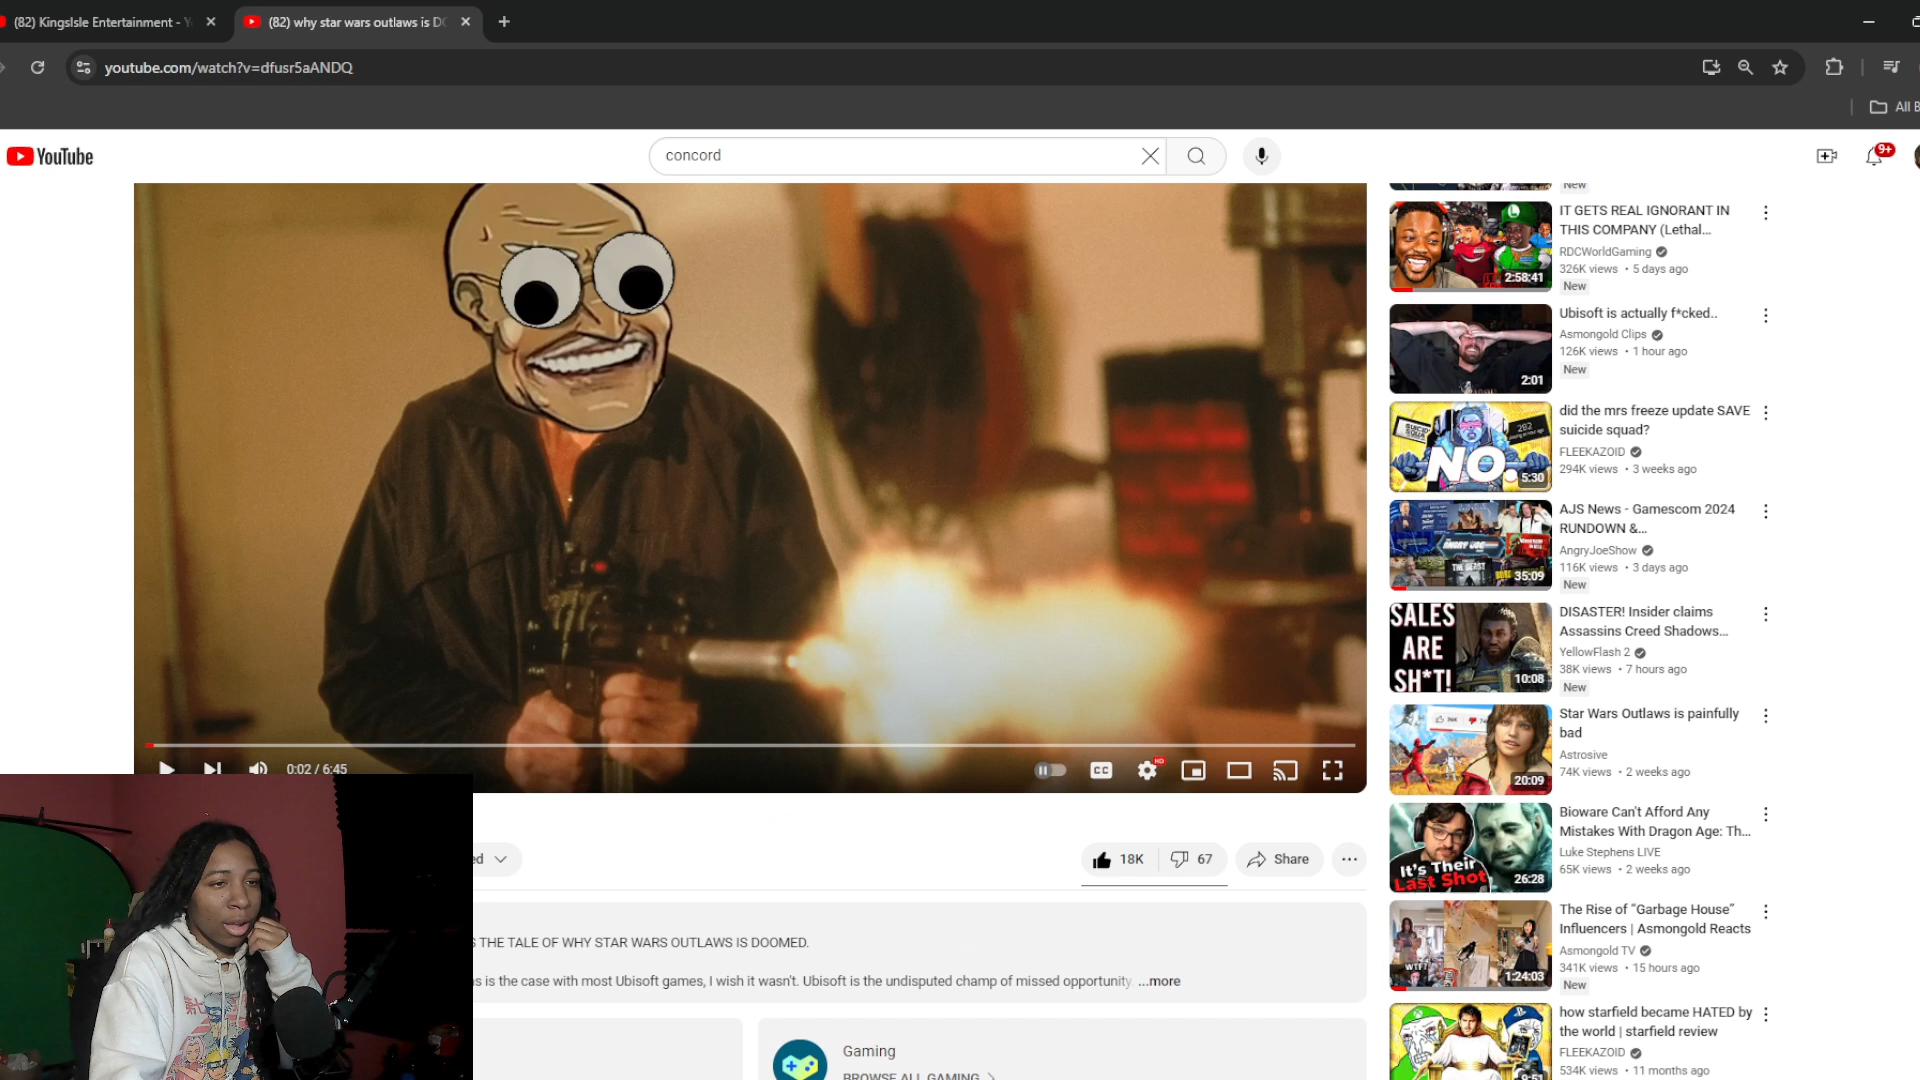 (82) KingsIsle Entertainment - Y
(82) why star wars outlaws is DO
youtube.com/watch?v=dfusr5aANDQ
All B
YouTube
concord
9+
New
IT GETS REAL IGNORANT IN
THIS COMPANY (Lethal...
RDCWorldGaming
326K views • 5 days ago
New
2:58:41
Ubisoft is actually f*cked..
Asmongold Clips
126K views • 1 hour ago
New
2:01
did the mrs freeze update SAVE
suicide squad?
FLEEKAZOID
294K views • 3 weeks ago
NO.
5:30
AJS News - Gamescom 2024
RUNDOWN &...
AngryJoeShow
116K views • 3 days ago
New
35:09
DISASTER! Insider claims
Assassins Creed Shadows...
YellowFlash 2
38K views • 7 hours ago
New
SALES
ARE
SH*T!
10:08
Star Wars Outlaws is painfully
bad
Astrosive
74K views • 2 weeks ago
20:09
Bioware Can't Afford Any
Mistakes With Dragon Age: Th...
Luke Stephens LIVE
65K views • 2 weeks ago
It's Their
Last Shot
26:28
The Rise of "Garbage House"
Influencers | Asmongold Reacts
Asmongold TV
341K views • 15 hours ago
New
WTF?
1:24:03
how starfield became HATED by
the world | starfield review
FLEEKAZOID
534K views • 11 months ago
0:02 / 6:45
CC
HD
ed
18K
67
Share
THE TALE OF WHY STAR WARS OUTLAWS IS DOOMED.
is the case with most Ubisoft games, I wish it wasn't. Ubisoft is the undisputed champ of missed opportunity ...more
Gaming
BROWSE ALL GAMING